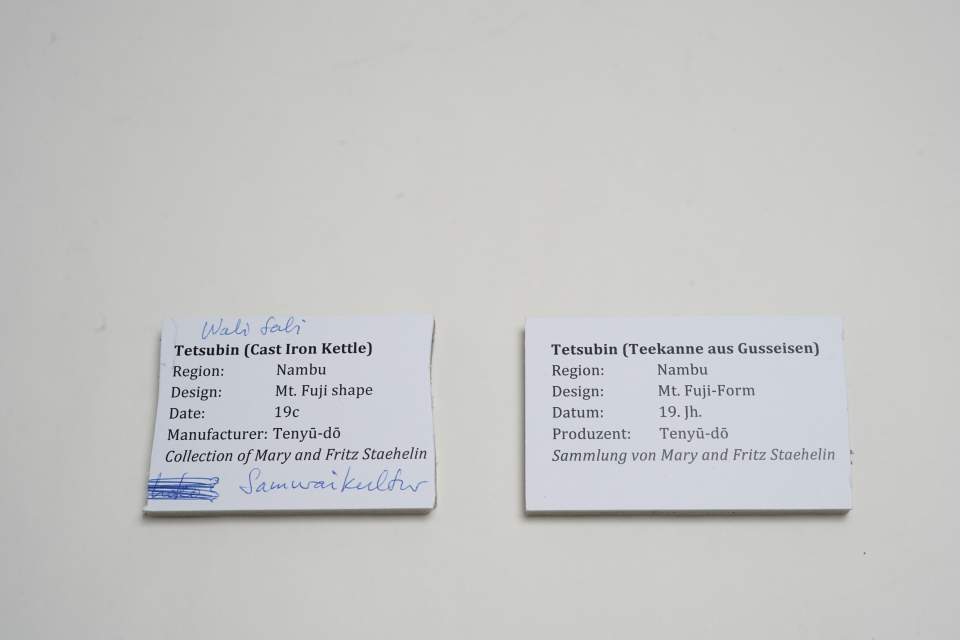 Wabi Sabi
Tetsubin (Cast Iron Kettle)
Region: Nambu
Design: Mt. Fuji shape
Date: 19c
Manufacturer: Tenyū-dō
Collection of Mary and Fritz Staehelin
Samuraikultur
Tetsubin (Teekanne aus Gusseisen)
Region: Nambu
Design: Mt. Fuji-Form
Datum: 19. Jh.
Produzent: Tenyū-dō
Sammlung von Mary and Fritz Staehelin